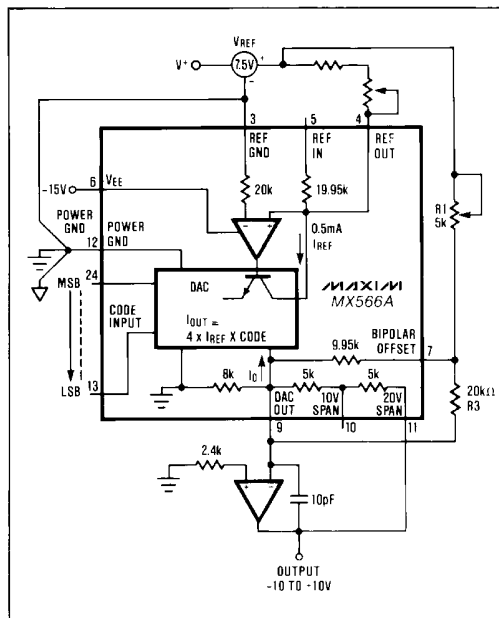 VREF
V+
7.5V
+
-
3
5
4
REF GND
REF IN
REF OUT
-15V
6
VEE
20k
19.95k
R1
5k
POWER GND
12
POWER GND
0.5mA
IREF
MAXIM
MX566A
MSB
24
DAC
CODE INPUT
IOUT =
4 x IREF X CODE
BIPOLAR OFFSET
7
9.95k
LSB
13
8k
IO
5k
5k
20kΩ
R3
DAC OUT
10V SPAN
20V SPAN
9
10
11
2.4k
+
-
10pF
OUTPUT
-10 TO -10V